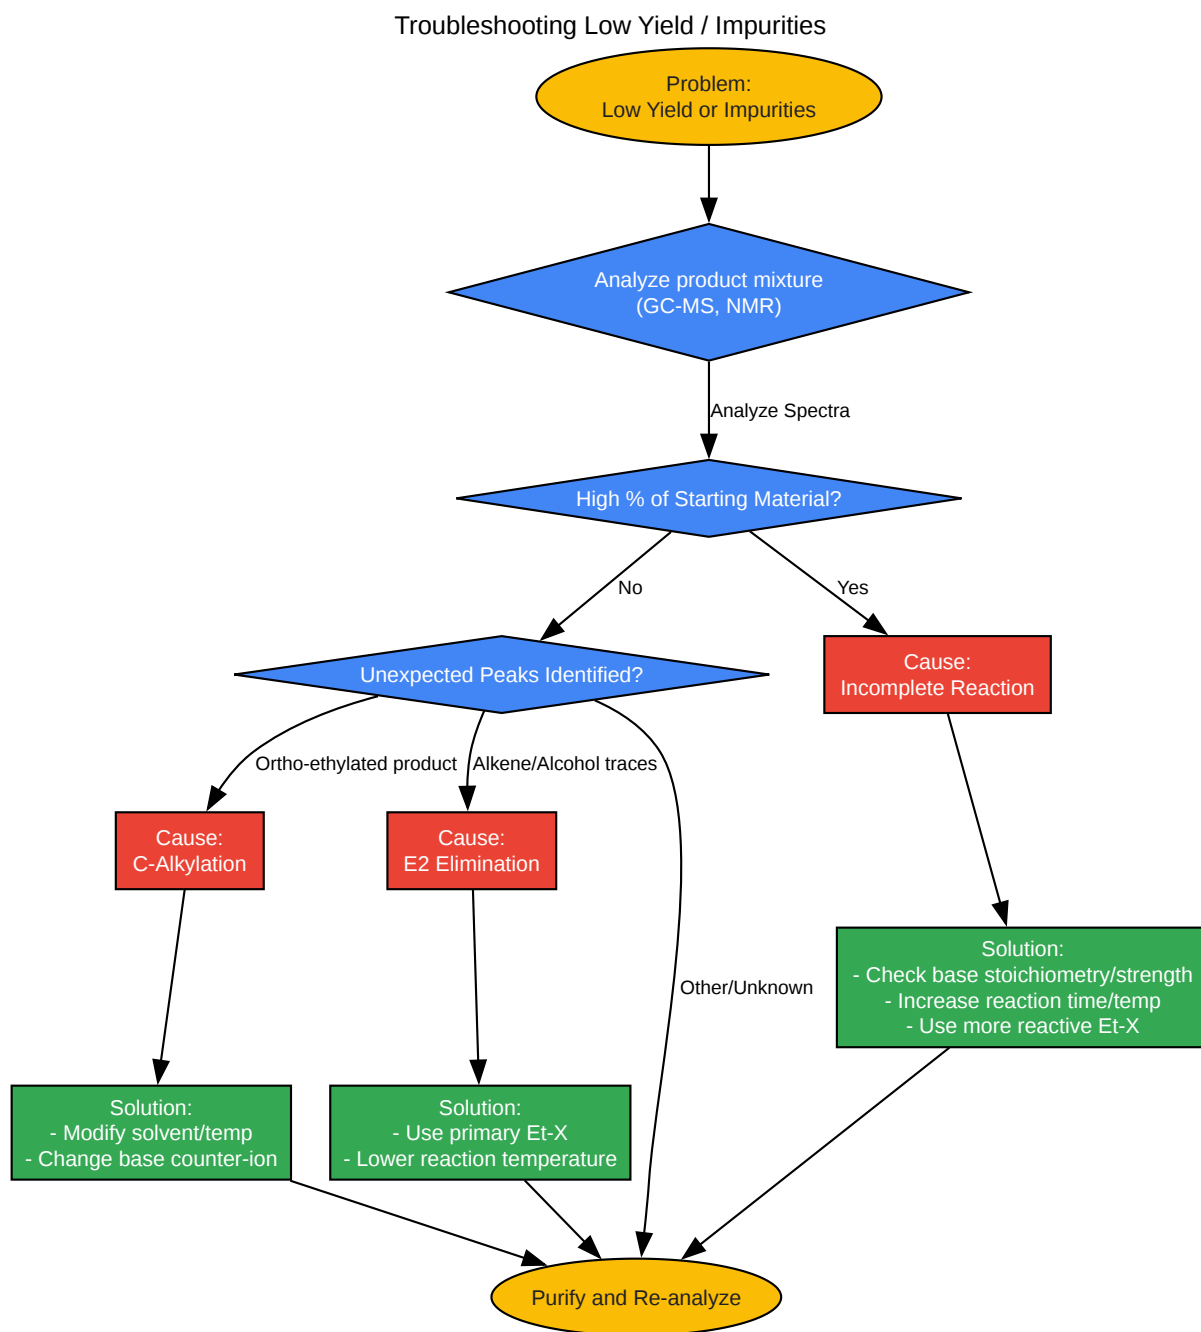 Troubleshooting Low Yield / Impurities
Problem:
Low Yield or Impurities
Analyze product mixture
(GC-MS, NMR)
Analyze Spectra
High % of Starting Material?
No
Yes
Unexpected Peaks Identified?
Cause:
Incomplete Reaction
Ortho-ethylated product
Alkene/Alcohol traces
Cause:
C-Alkylation
Cause:
E2 Elimination
Other/Unknown
Solution:
- Check base stoichiometry/strength
- Increase reaction time/temp
- Use more reactive Et-X
Solution:
- Modify solvent/temp
- Change base counter-ion
Solution:
- Use primary Et-X
- Lower reaction temperature
Purify and Re-analyze